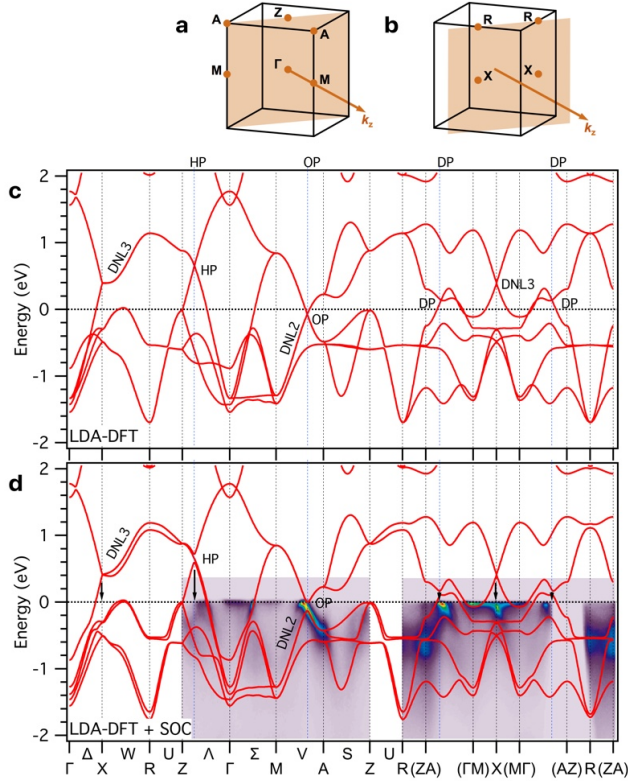 a
A
Z
A
M
Γ
M
kz
b
R
R
X
X
kz
HP
OP
DP
DP
c
2
1
0
-1
-2
Energy (eV)
DNL3
HP
DNL2
OP
DP
DNL3
DP
LDA-DFT
d
2
1
0
-1
-2
Energy (eV)
DNL3
HP
DNL2
OP
LDA-DFT + SOC
Γ Δ X W R U Z Λ Γ Σ M V A S Z U R (ZA) (ΓM) X (MΓ) (AZ) R (ZA)